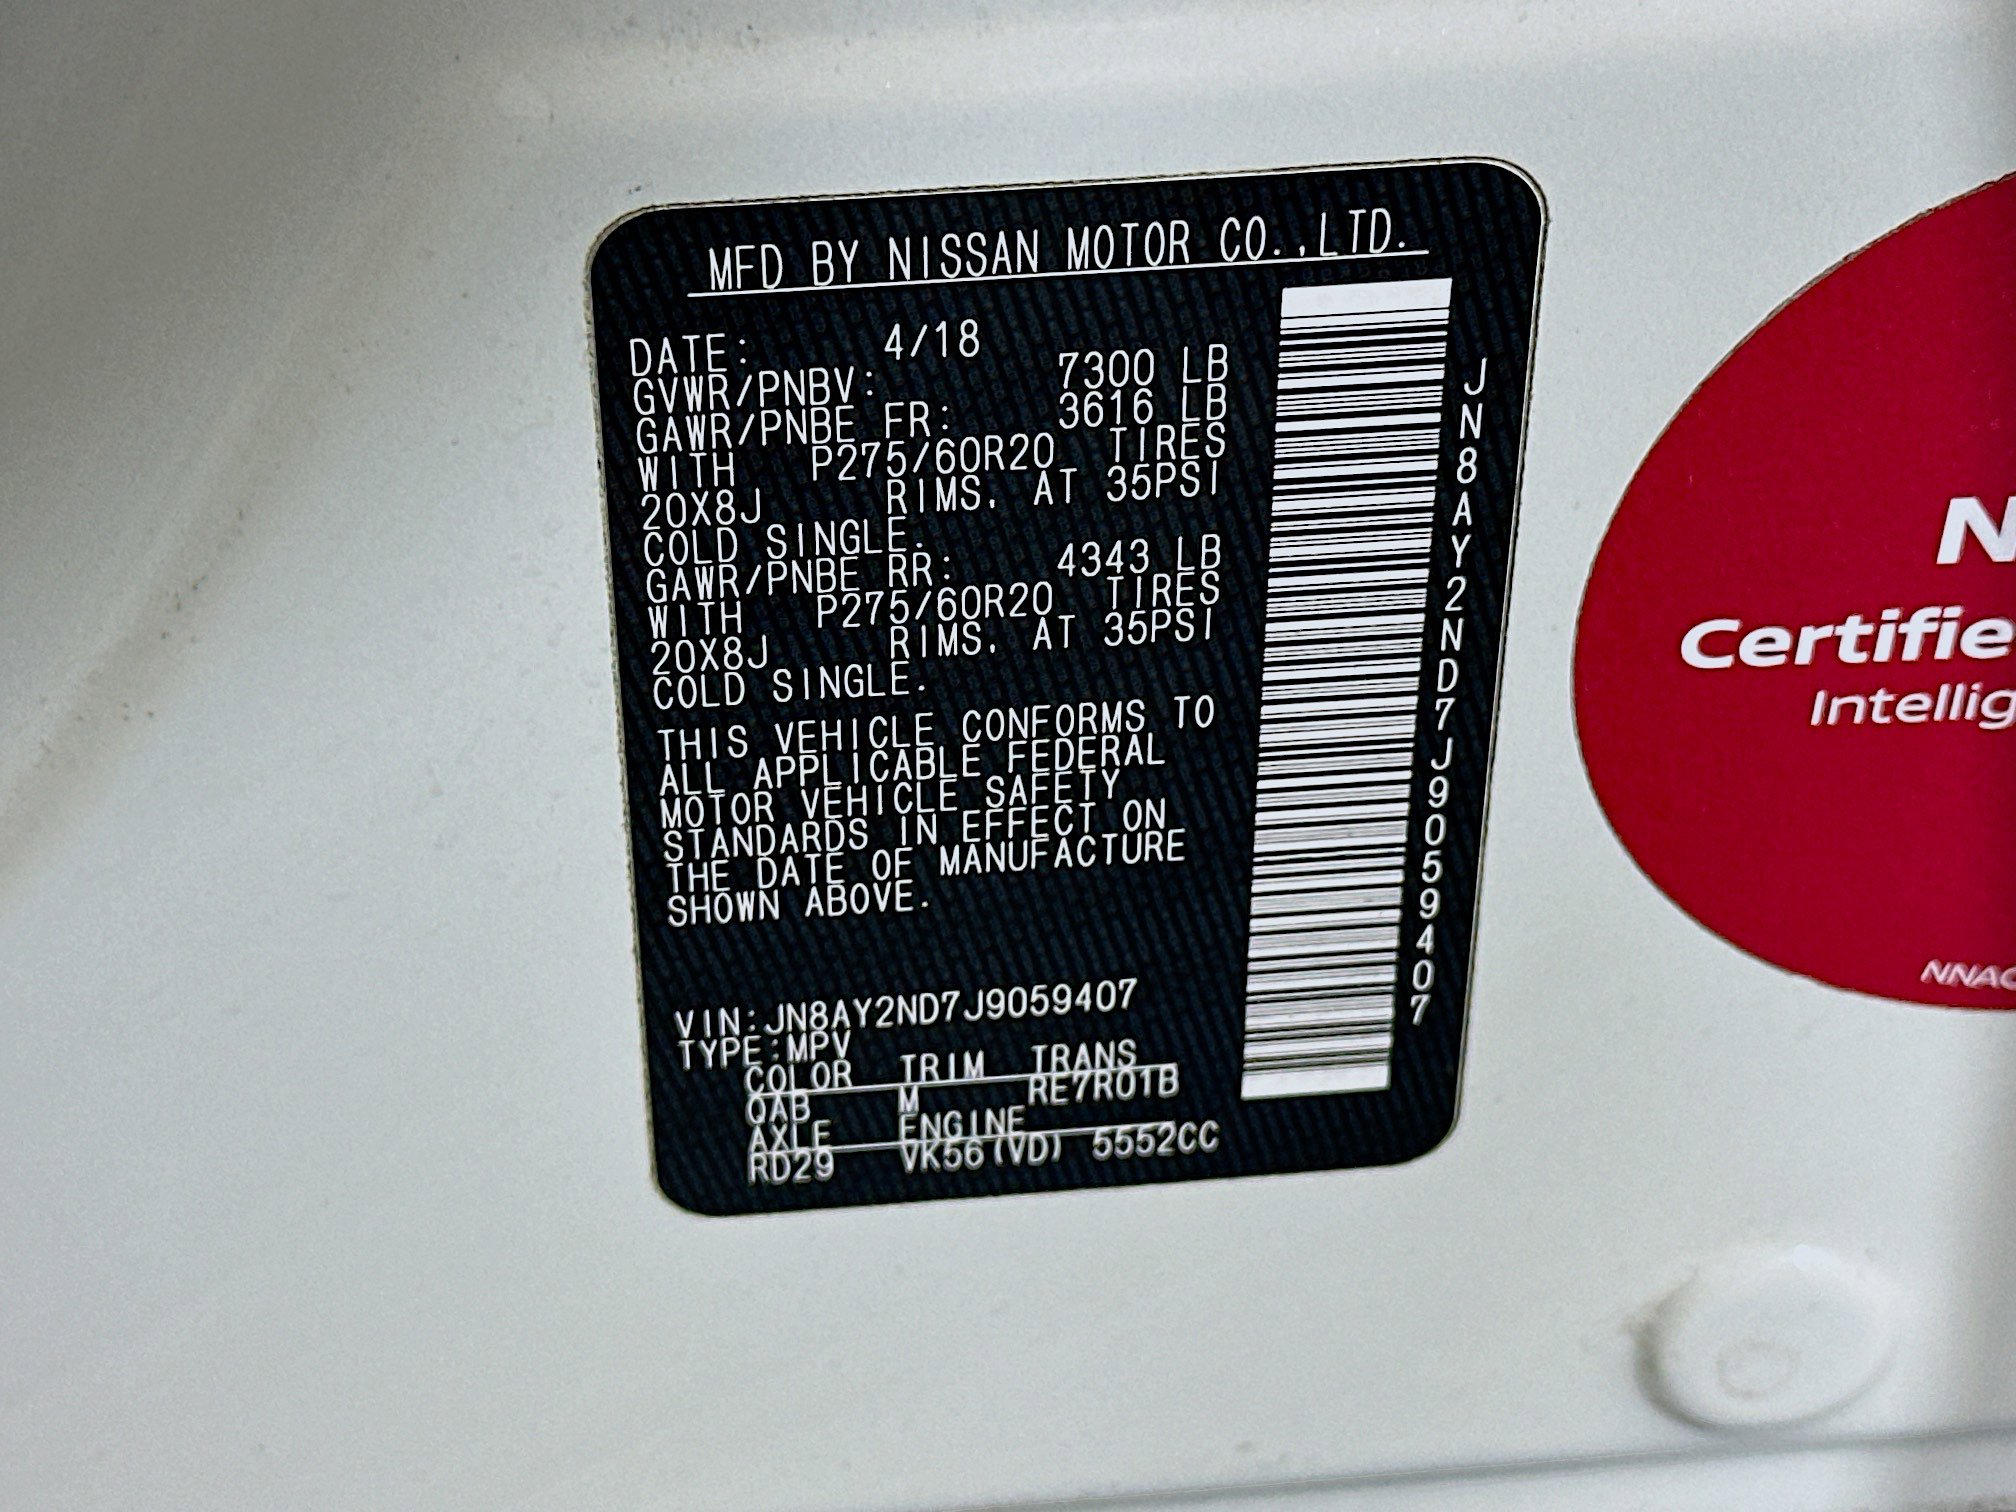 MFD BY NISSAN MOTOR CO.,LTD.
DATE: 4/18
GVWR/PNBV: 7300 LB
GAWR/PNBE FR: 3616 LB
WITH P275/60R20 TIRES
20X8J RIMS, AT 35PSI
COLD SINGLE.
GAWR/PNBE RR: 4343 LB
WITH P275/60R20 TIRES
20X8J RIMS, AT 35PSI
COLD SINGLE.
THIS VEHICLE CONFORMS TO
ALL APPLICABLE FEDERAL
MOTOR VEHICLE SAFETY
STANDARDS IN EFFECT ON
THE DATE OF MANUFACTURE
SHOWN ABOVE.
VIN:JN8AY2ND7J9059407
TYPE:MPV
COLOR TRIM TRANS
QAB M RE7R01B
AXLE ENGINE
RD29 VK56(VD) 5552CC
JN8AY2ND7J9059407
N
Certifie
Intellig
NNAC